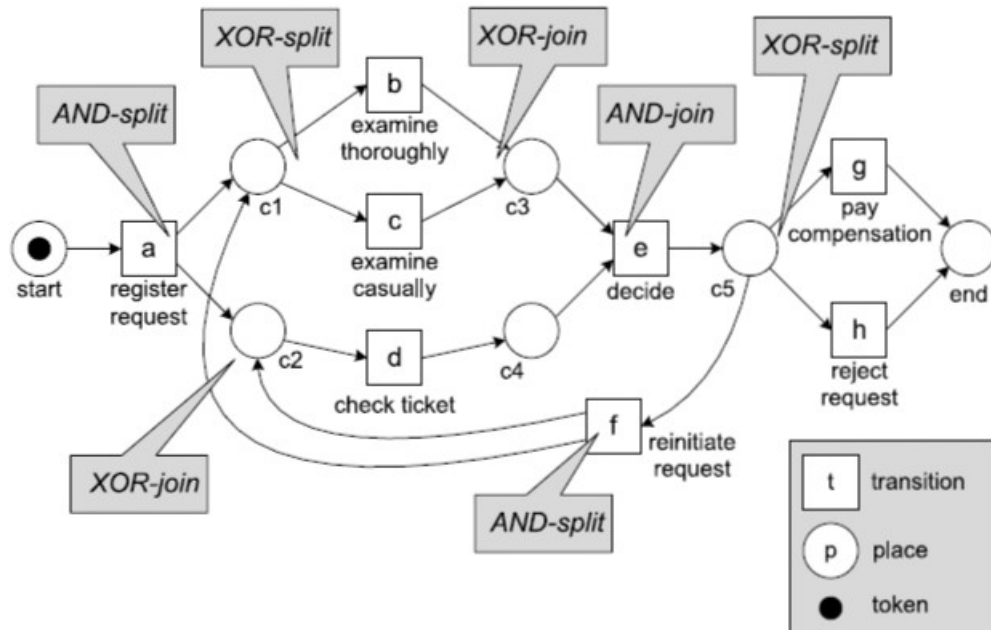 XOR-split
XOR-join
XOR-split
AND-split
b
AND-join
examine
thoroughly
g
c1
c3
pay
compensation
a
c
e
start
register
request
examine
casually
decide
c5
end
d
h
c2
c4
reject
request
check ticket
f
reinitiate
request
XOR-join
AND-split
t
transition
p
place
token